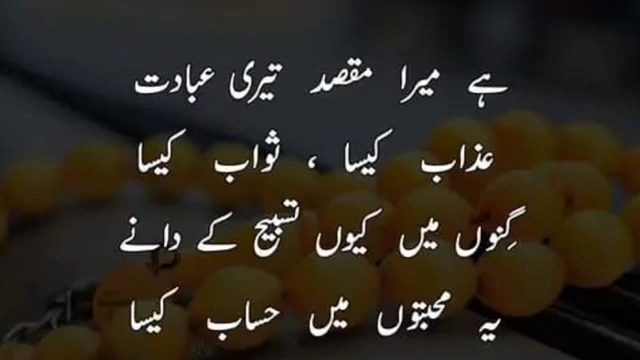 ہے میرا مقصد تیری عبادت
عذاب کیسا ، ثواب کیسا
گِنوں میں کیوں تسبیح کے دانے
یہ محبتوں میں حساب کیسا